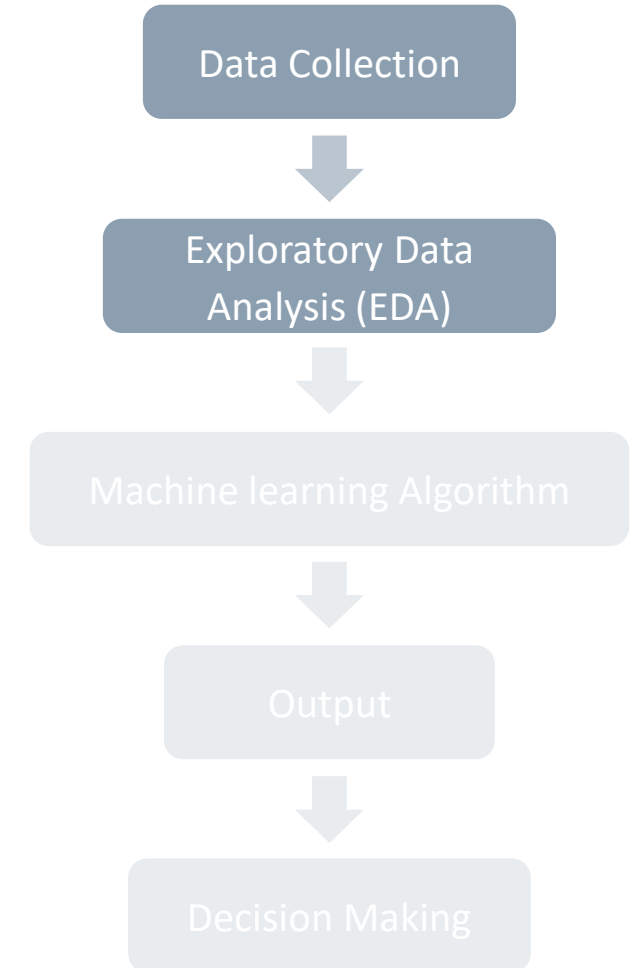 Data Collection
Exploratory Data
Analysis (EDA)
Machine learning Algorithm
Output
Decision Making